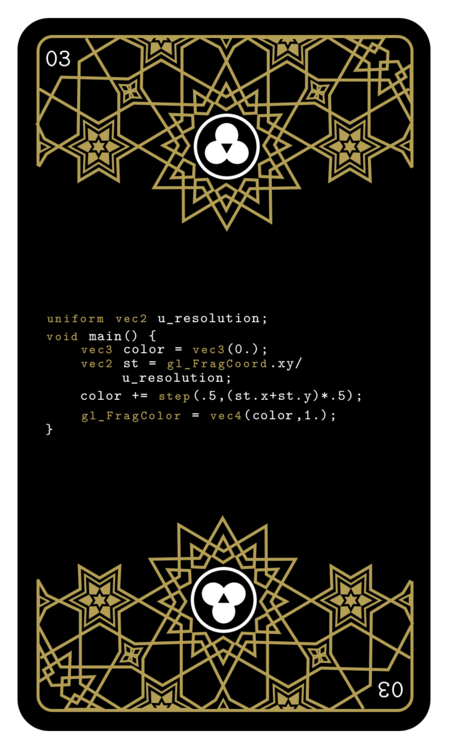 03
uniform vec2 u_resolution;
void main() {
    vec3 color = vec3(0.);
    vec2 st = gl_FragCoord.xy/
        u_resolution;
    color += step(.5,(st.x+st.y)*.5);
    gl_FragColor = vec4(color,1.);
}
03